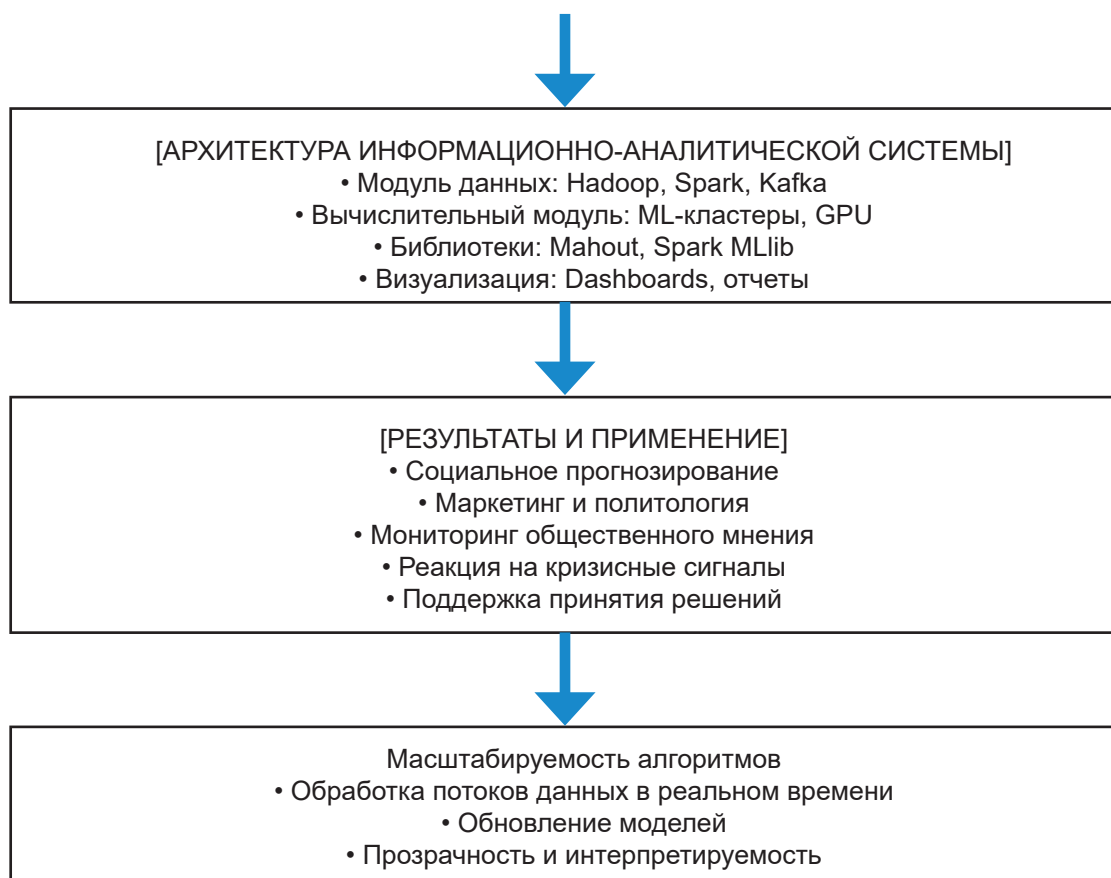 [АРХИТЕКТУРА ИНФОРМАЦИОННО-АНАЛИТИЧЕСКОЙ СИСТЕМЫ]
• Модуль данных: Hadoop, Spark, Kafka
• Вычислительный модуль: ML-кластеры, GPU
• Библиотеки: Mahout, Spark MLlib
• Визуализация: Dashboards, отчеты
[РЕЗУЛЬТАТЫ И ПРИМЕНЕНИЕ]
• Социальное прогнозирование
• Маркетинг и политология
• Мониторинг общественного мнения
• Реакция на кризисные сигналы
• Поддержка принятия решений
Масштабируемость алгоритмов
• Обработка потоков данных в реальном времени
• Обновление моделей
• Прозрачность и интерпретируемость